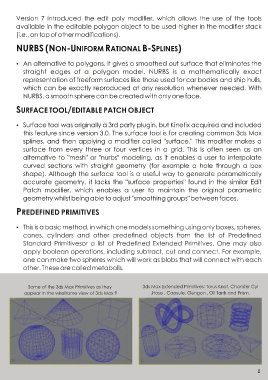 Version 7 introduced the edit poly modifier, which allows the use of the tools
available in the editable polygon object to be used higher in the modifier stack
(i.e., on top of other modifications).
NURBS (NON-UNIFORM RATIONAL B-SPLINES)
• An alternative to polygons, it gives a smoothed out surface that eliminates the
straight edges of a polygon model. NURBS is a mathematically exact
representation of freeform surfaces like those used for car bodies and ship hulls,
which can be exactly reproduced at any resolution whenever needed. With
NURBS, a smooth sphere can be created with only one face.
SURFACE TOOL/EDITABLE PATCH OBJECT
• Surface tool was originally a 3rd party plugin, but Kinetix acquired and included
this feature since version 3.0. The surface tool is for creating common 3ds Max
splines, and then applying a modifier called "surface." This modifier makes a
surface from every three or four vertices in a grid. This is often seen as an
alternative to "mesh" or "nurbs" modeling, as it enables a user to interpolate
curved sections with straight geometry (for example a hole through a box
shape). Although the surface tool is a useful way to generate parametrically
accurate geometry, it lacks the "surface properties" found in the similar Edit
Patch modifier, which enables a user to maintain the original parametric
geometry whilst being able to adjust "smoothing groups" between faces.
PREDEFINED PRIMITIVES
• This is a basic method, in which one models something using only boxes, spheres,
cones, cylinders and other predefined objects from the list of Predefined
Standard Primitives or a list of Predefined Extended Primitives. One may also
apply boolean operations, including subtract, cut and connect. For example,
one can make two spheres which will work as blobs that will connect with each
other. These are called metaballs.
Some of the 3ds Max Primitives as they
appear in the wireframe view of 3ds Max 9
3ds Max Extended Primitives: Torus Knot, Chamfer Cyl
, Hose , Capsule, Gengon , Oil Tank and Prism.
2